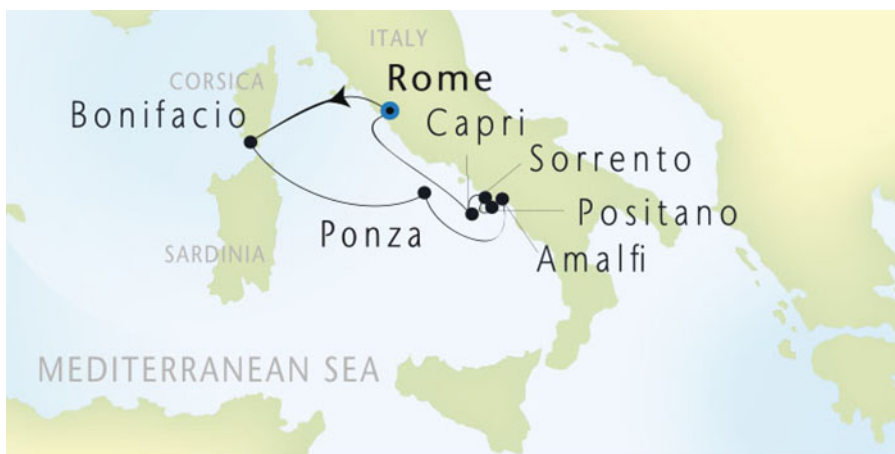 ITALY
Rome
CORSICA
Bonifacio
Capri
Sorrento
Positano
Ponza
Amalfi
SARDINIA
MEDITERRANEAN SEA